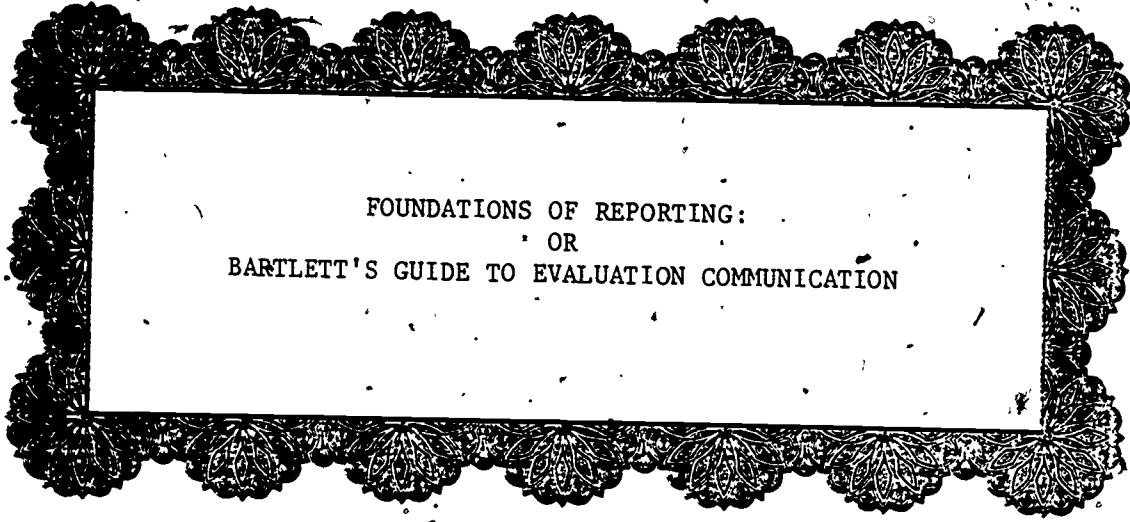 FOUNDATIONS OF REPORTING:
OR
BARTLETT'S GUIDE TO EVALUATION COMMUNICATION